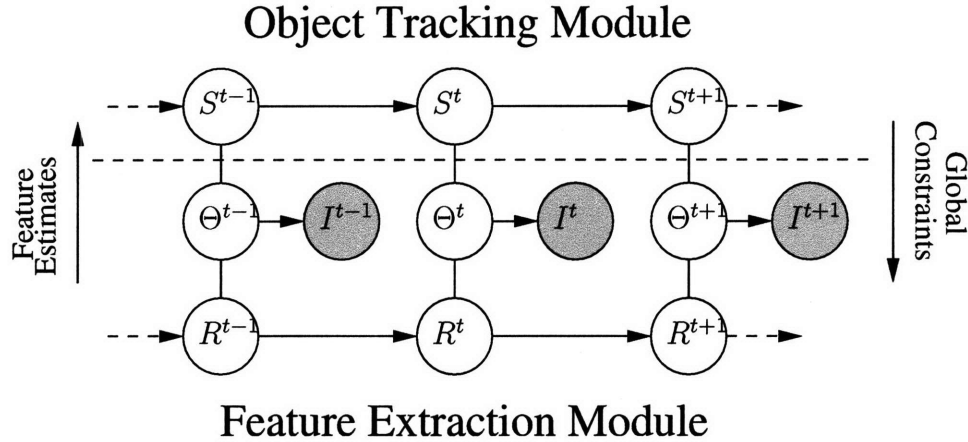 Object Tracking Module
S^{t-1} S^t S^{t+1}
Feature
Estimates
Global
Constraints
Θ^{t-1} I^{t-1} Θ^t I^t Θ^{t+1} I^{t+1}
R^{t-1} R^t R^{t+1}
Feature Extraction Module